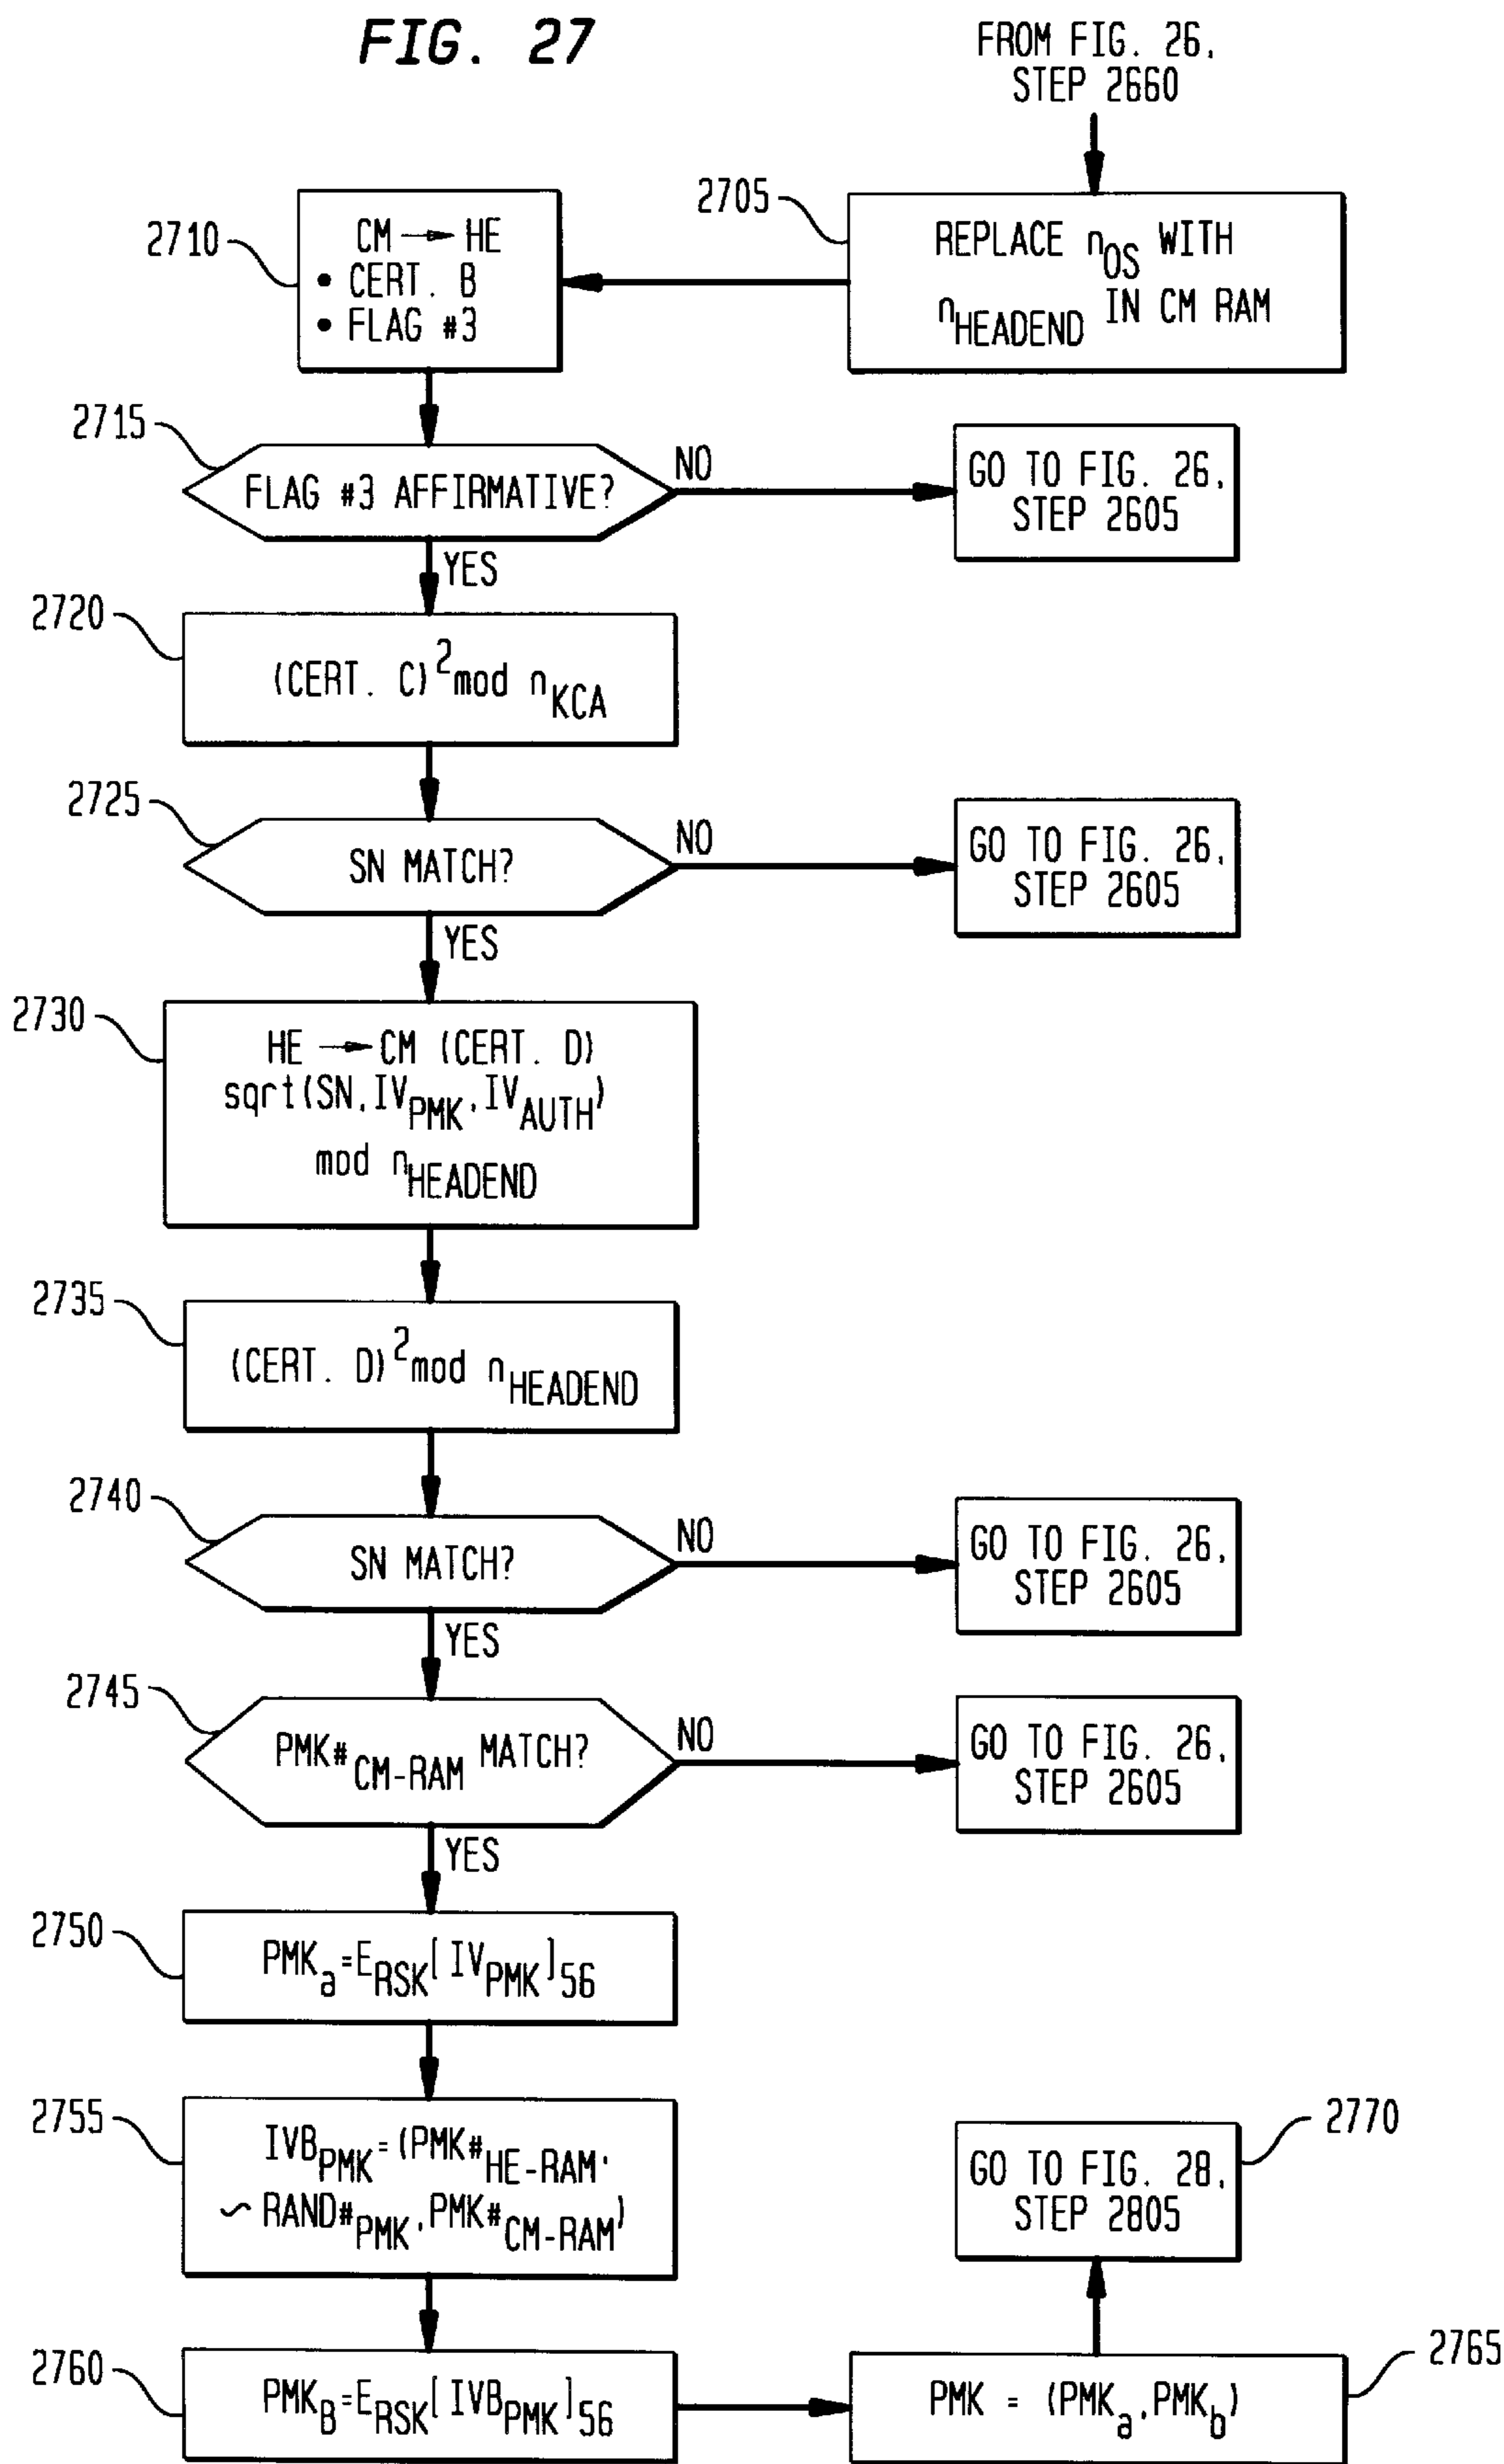 FIG. 27
FROM FIG. 26,
STEP 2660
2705
REPLACE n_OS WITH
n_HEADEND IN CM RAM
2710
CM → HE
• CERT. B
• FLAG #3
2715
FLAG #3 AFFIRMATIVE?
NO
GO TO FIG. 26,
STEP 2605
YES
2720
(CERT. C)^2 mod n_KCA
2725
SN MATCH?
NO
GO TO FIG. 26,
STEP 2605
YES
2730
HE → CM (CERT. D)
sqrt(SN,IV_PMK,IV_AUTH)
mod n_HEADEND
2735
(CERT. D)^2 mod n_HEADEND
2740
SN MATCH?
NO
GO TO FIG. 26,
STEP 2605
YES
2745
PMK#_CM-RAM MATCH?
NO
GO TO FIG. 26,
STEP 2605
YES
2750
PMK_a=E_RSK[IV_PMK]_56
2755
IVB_PMK=(PMK#_HE-RAM,
~ RAND#_PMK,PMK#_CM-RAM)
2760
PMK_B=E_RSK[IVB_PMK]_56
2765
PMK = (PMK_a,PMK_b)
2770
GO TO FIG. 28,
STEP 2805